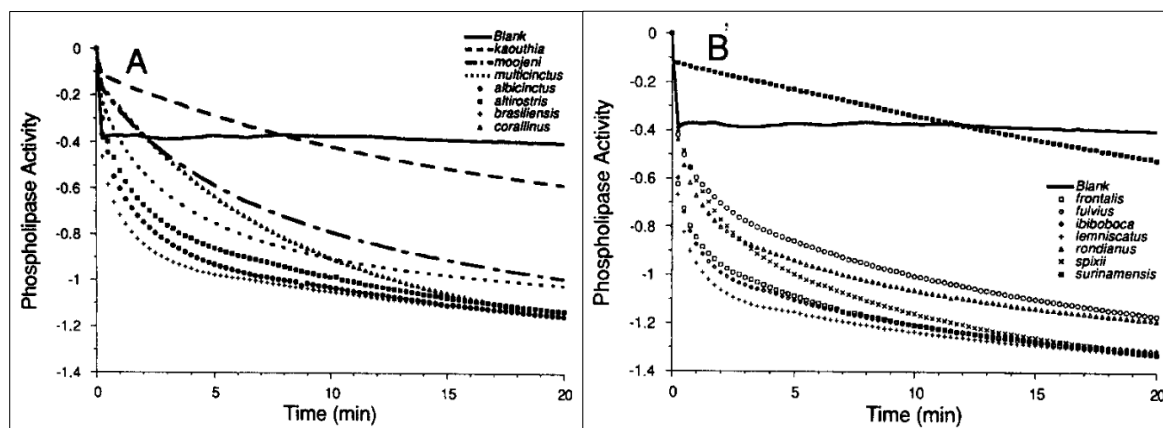 A
Blank
kaouthia
moojeni
multicinctus
albicinctus
altirostris
brasiliensis
corallinus
Phospholipase Activity
0
-0.2
-0.4
-0.6
-0.8
-1
-1.2
-1.4
0
5
10
15
20
Time (min)
B
Blank
frontalis
fulvius
ibiboboca
lemniscatus
rondianus
spixii
surinamensis
Phospholipase Activity
0
-0.2
-0.4
-0.6
-0.8
-1
-1.2
-1.4
0
5
10
15
20
Time (min)